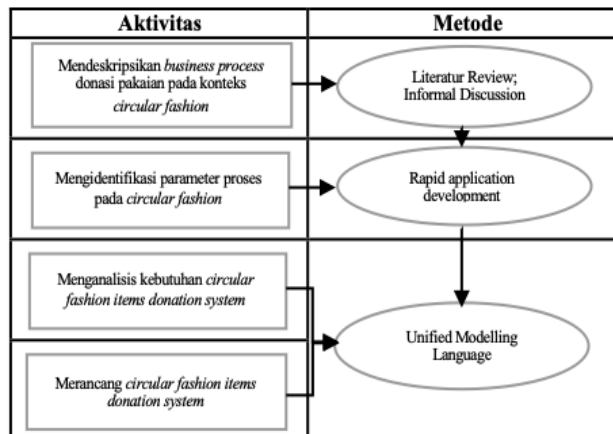 Aktivitas
Metode
Mendeskripsikan business process
donasi pakaian pada konteks
circular fashion
Literatur Review;
Informal Discussion
Mengidentifikasi parameter proses
pada circular fashion
Rapid application
development
Menganalisis kebutuhan circular
fashion items donation system
Merancang circular fashion items
donation system
Unified Modelling
Language